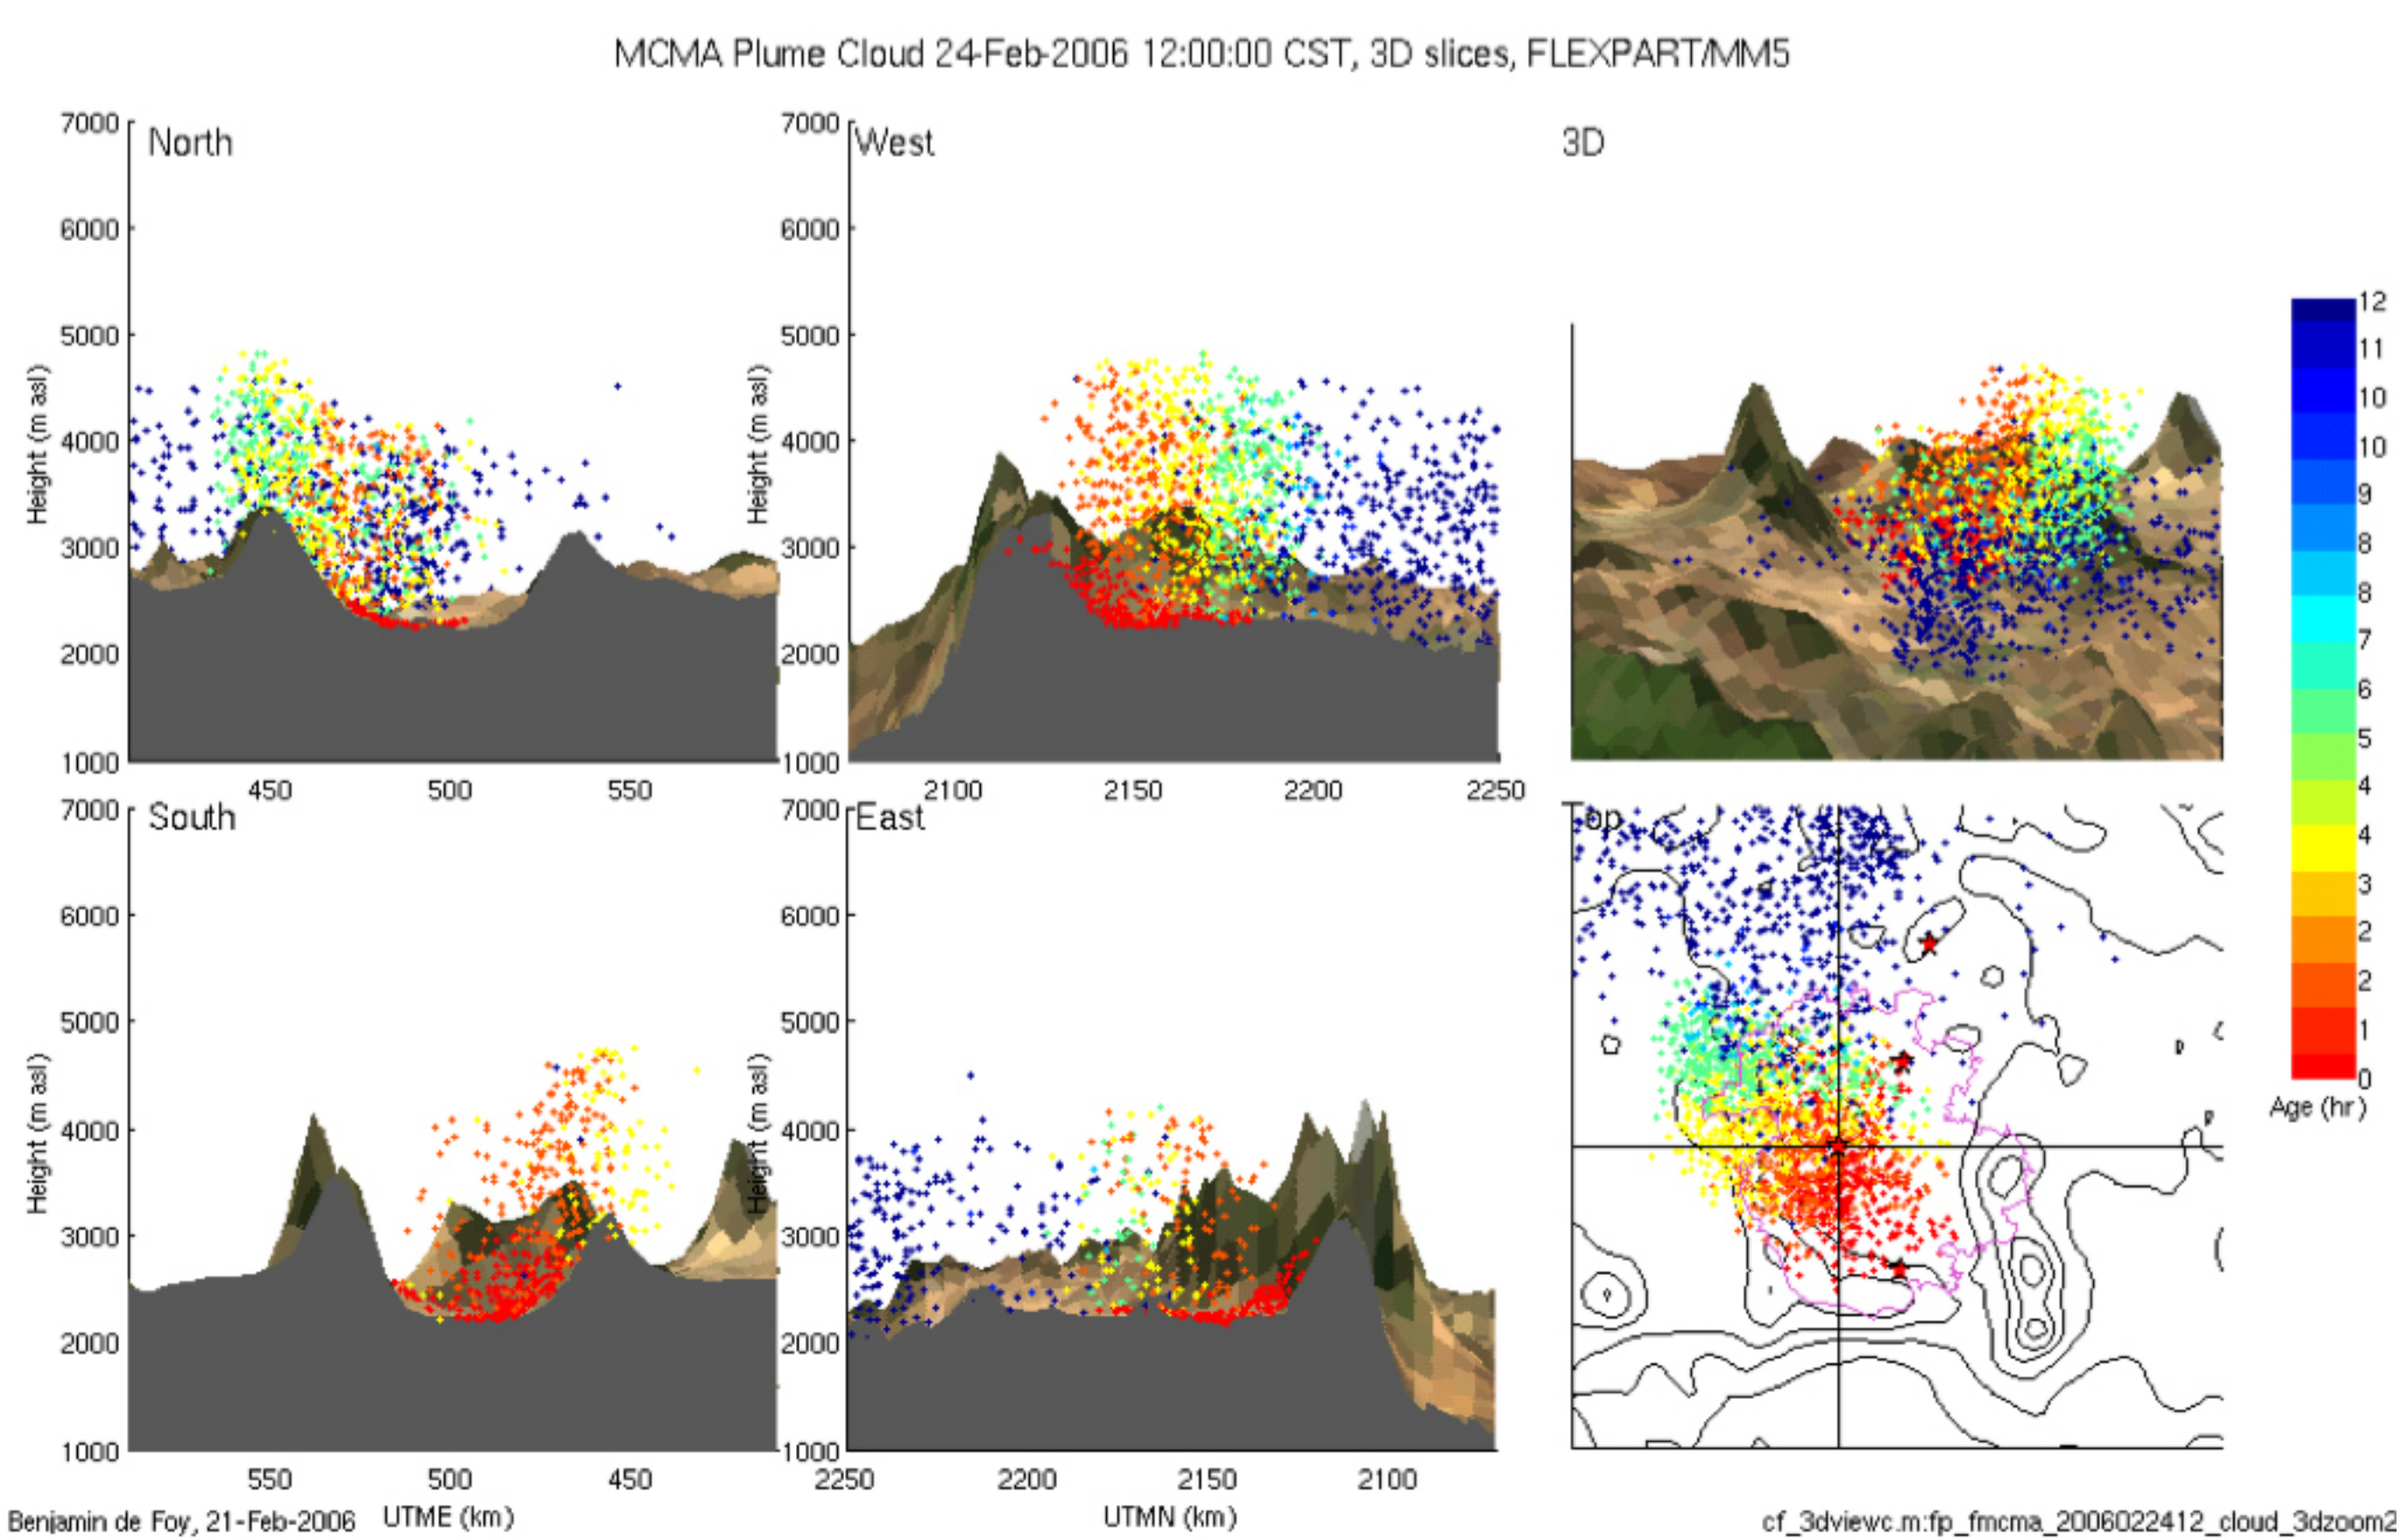 MCMA Plume Cloud 24-Feb-2006 12:00:00 CST, 3D slices, FLEXPART/MM5
North
7000
6000
5000
4000
3000
2000
1000
Height (m asl)
450 500 550
West
7000
6000
5000
4000
3000
2000
1000
Height (m asl)
2100 2150 2200 2250
3D
South
7000
6000
5000
4000
3000
2000
1000
Height (m asl)
550 500 450
UTME (km)
East
7000
6000
5000
4000
3000
2000
1000
Height (m asl)
2250 2200 2150 2100
UTMN (km)
Top
12
11
10
10
9
8
8
7
6
5
4
4
3
2
2
1
0
Age (hr)
Benjamin de Foy, 21-Feb-2006
cf_3dviewc.m:fp_fmcma_2006022412_cloud_3dzoom2